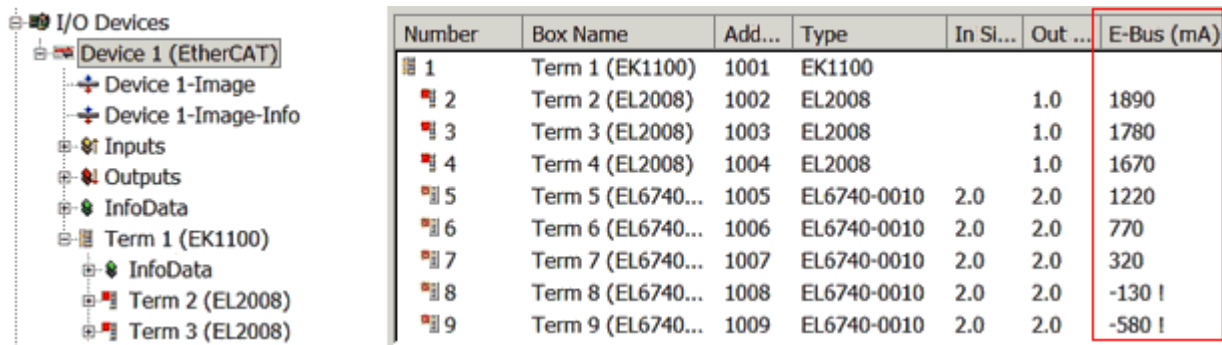 I/O Devices
Device 1 (EtherCAT)
Device 1-Image
Device 1-Image-Info
Inputs
Outputs
InfoData
Term 1 (EK1100)
InfoData
Term 2 (EL2008)
Term 3 (EL2008)
Number Box Name Add... Type In Si... Out ... E-Bus (mA)
1 Term 1 (EK1100) 1001 EK1100
2 Term 2 (EL2008) 1002 EL2008 1.0 1890
3 Term 3 (EL2008) 1003 EL2008 1.0 1780
4 Term 4 (EL2008) 1004 EL2008 1.0 1670
5 Term 5 (EL6740... 1005 EL6740-0010 2.0 2.0 1220
6 Term 6 (EL6740... 1006 EL6740-0010 2.0 2.0 770
7 Term 7 (EL6740... 1007 EL6740-0010 2.0 2.0 320
8 Term 8 (EL6740... 1008 EL6740-0010 2.0 2.0 -130 !
9 Term 9 (EL6740... 1009 EL6740-0010 2.0 2.0 -580 !